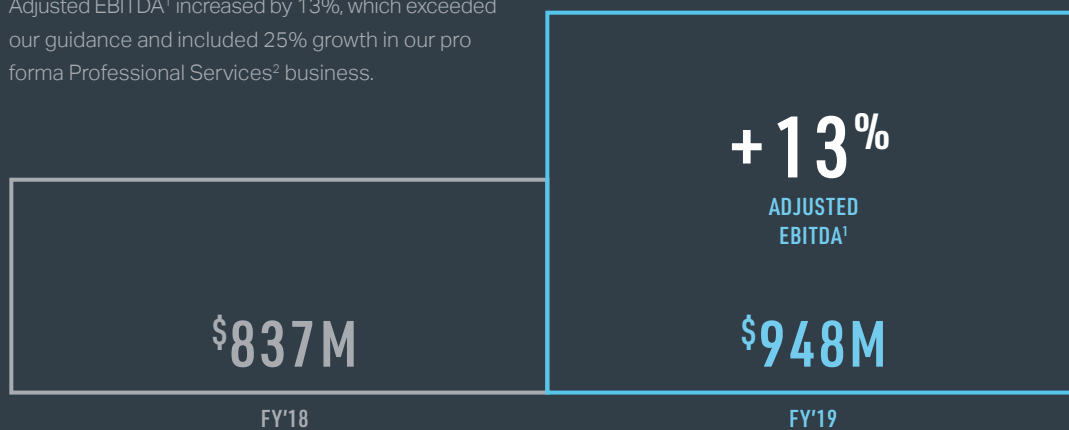 Adjusted EBITDA¹ increased by 13%, which exceeded
our guidance and included 25% growth in our pro
forma Professional Services² business.
+13%
ADJUSTED
EBITDA¹
$837M
$948M
FY'18
FY'19